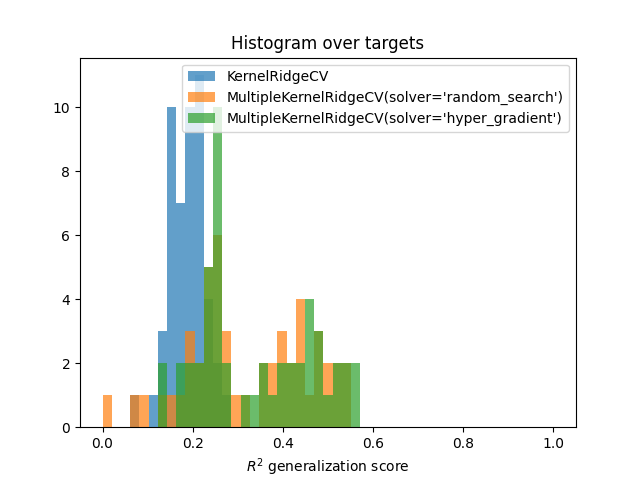 Histogram over targets
KernelRidgeCV
MultipleKernelRidgeCV(solver='random_search')
MultipleKernelRidgeCV(solver='hyper_gradient')
10
8
6
4
2
0
0.0 0.2 0.4 0.6 0.8 1.0
R² generalization score